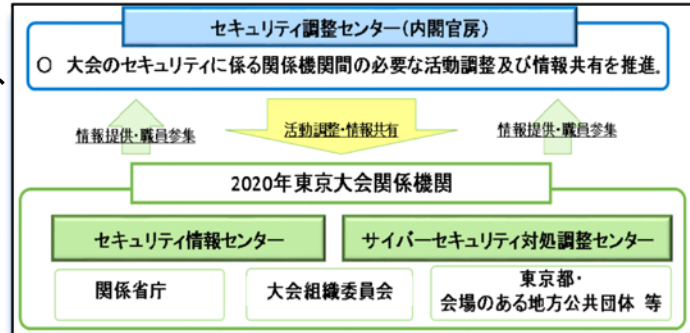 セキュリティ調整センター(内閣官房)
○ 大会のセキュリティに係る関係機関間の必要な活動調整及び情報共有を推進.
情報提供・職員参集
活動調整・情報共有
情報提供・職員参集
2020年東京大会関係機関
セキュリティ情報センター
サイバーセキュリティ対処調整センター
関係省庁
大会組織委員会
東京都・
会場のある地方公共団体 等